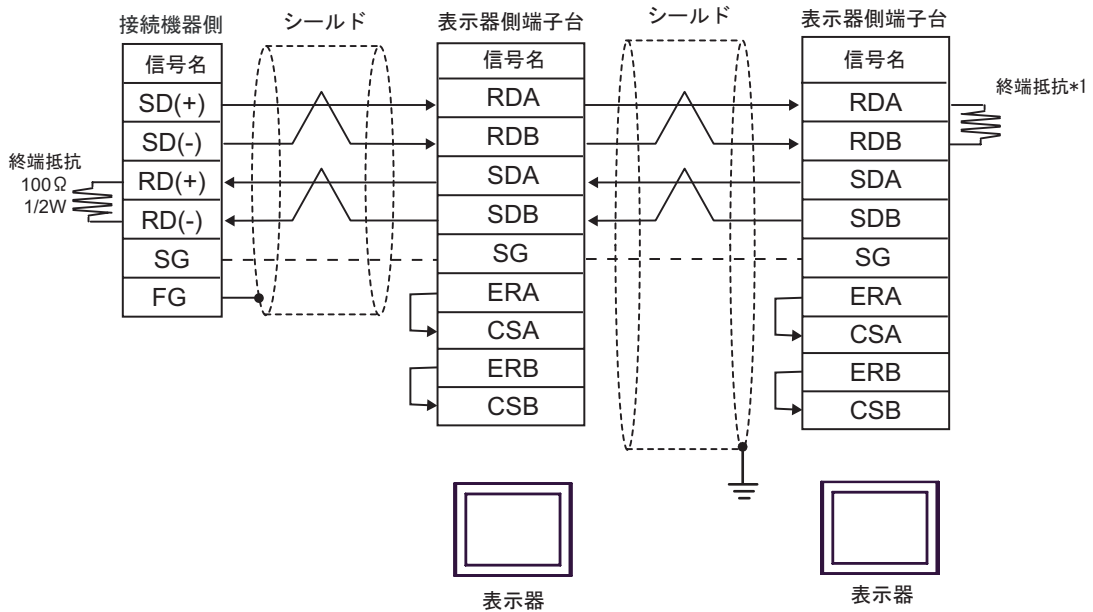 接続機器側
シールド
表示器側端子台
シールド
表示器側端子台
信号名
SD(+)
SD(-)
RD(+)
RD(-)
SG
FG
終端抵抗
100Ω
1/2W
信号名
RDA
RDB
SDA
SDB
SG
ERA
CSA
ERB
CSB
信号名
RDA
RDB
SDA
SDB
SG
ERA
CSA
ERB
CSB
終端抵抗*1
表示器
表示器